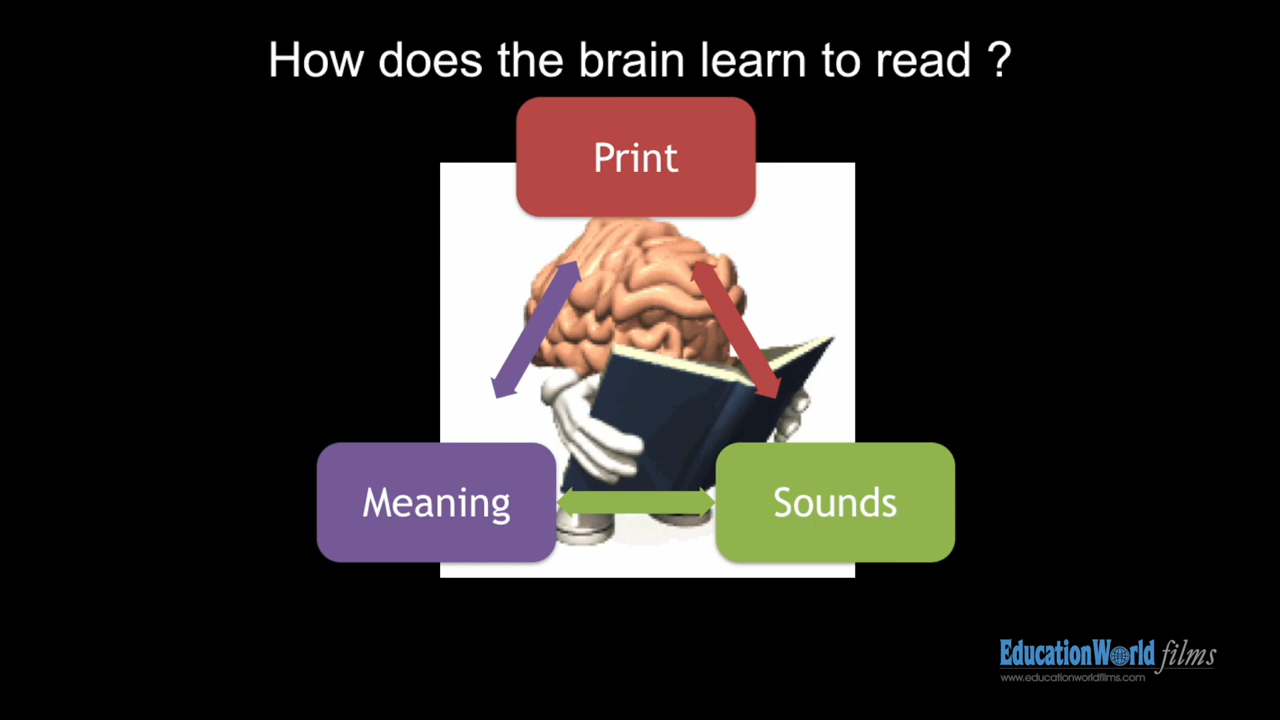 How does the brain learn to read ?
Print
Meaning
Sounds
EducationWorld films
www.educationworldfilms.com